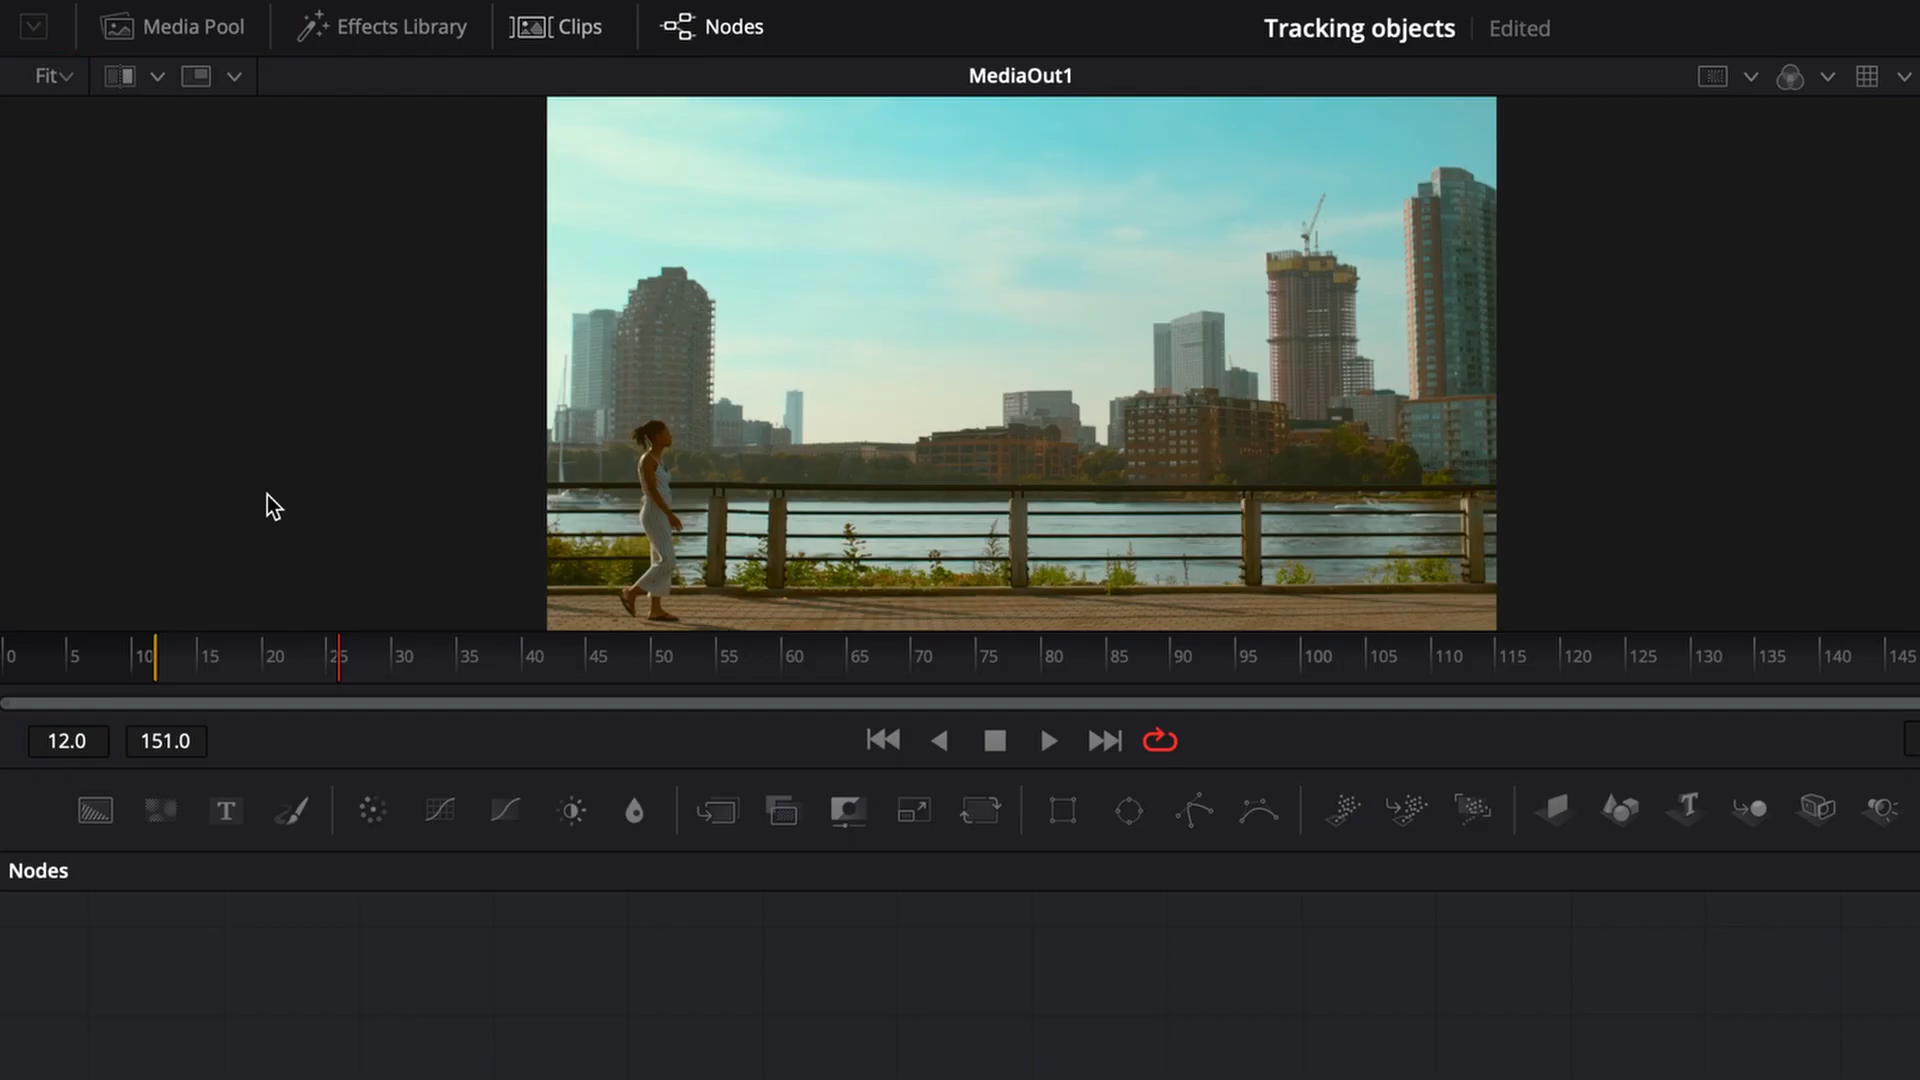 Media Pool Effects Library Clips Nodes Tracking objects Edited
Fit MediaOut1
0 5 10 15 20 25 30 35 40 45 50 55 60 65 70 75 80 85 90 95 100 105 110 115 120 125 130 135 140 145
12.0 151.0
T T
Nodes